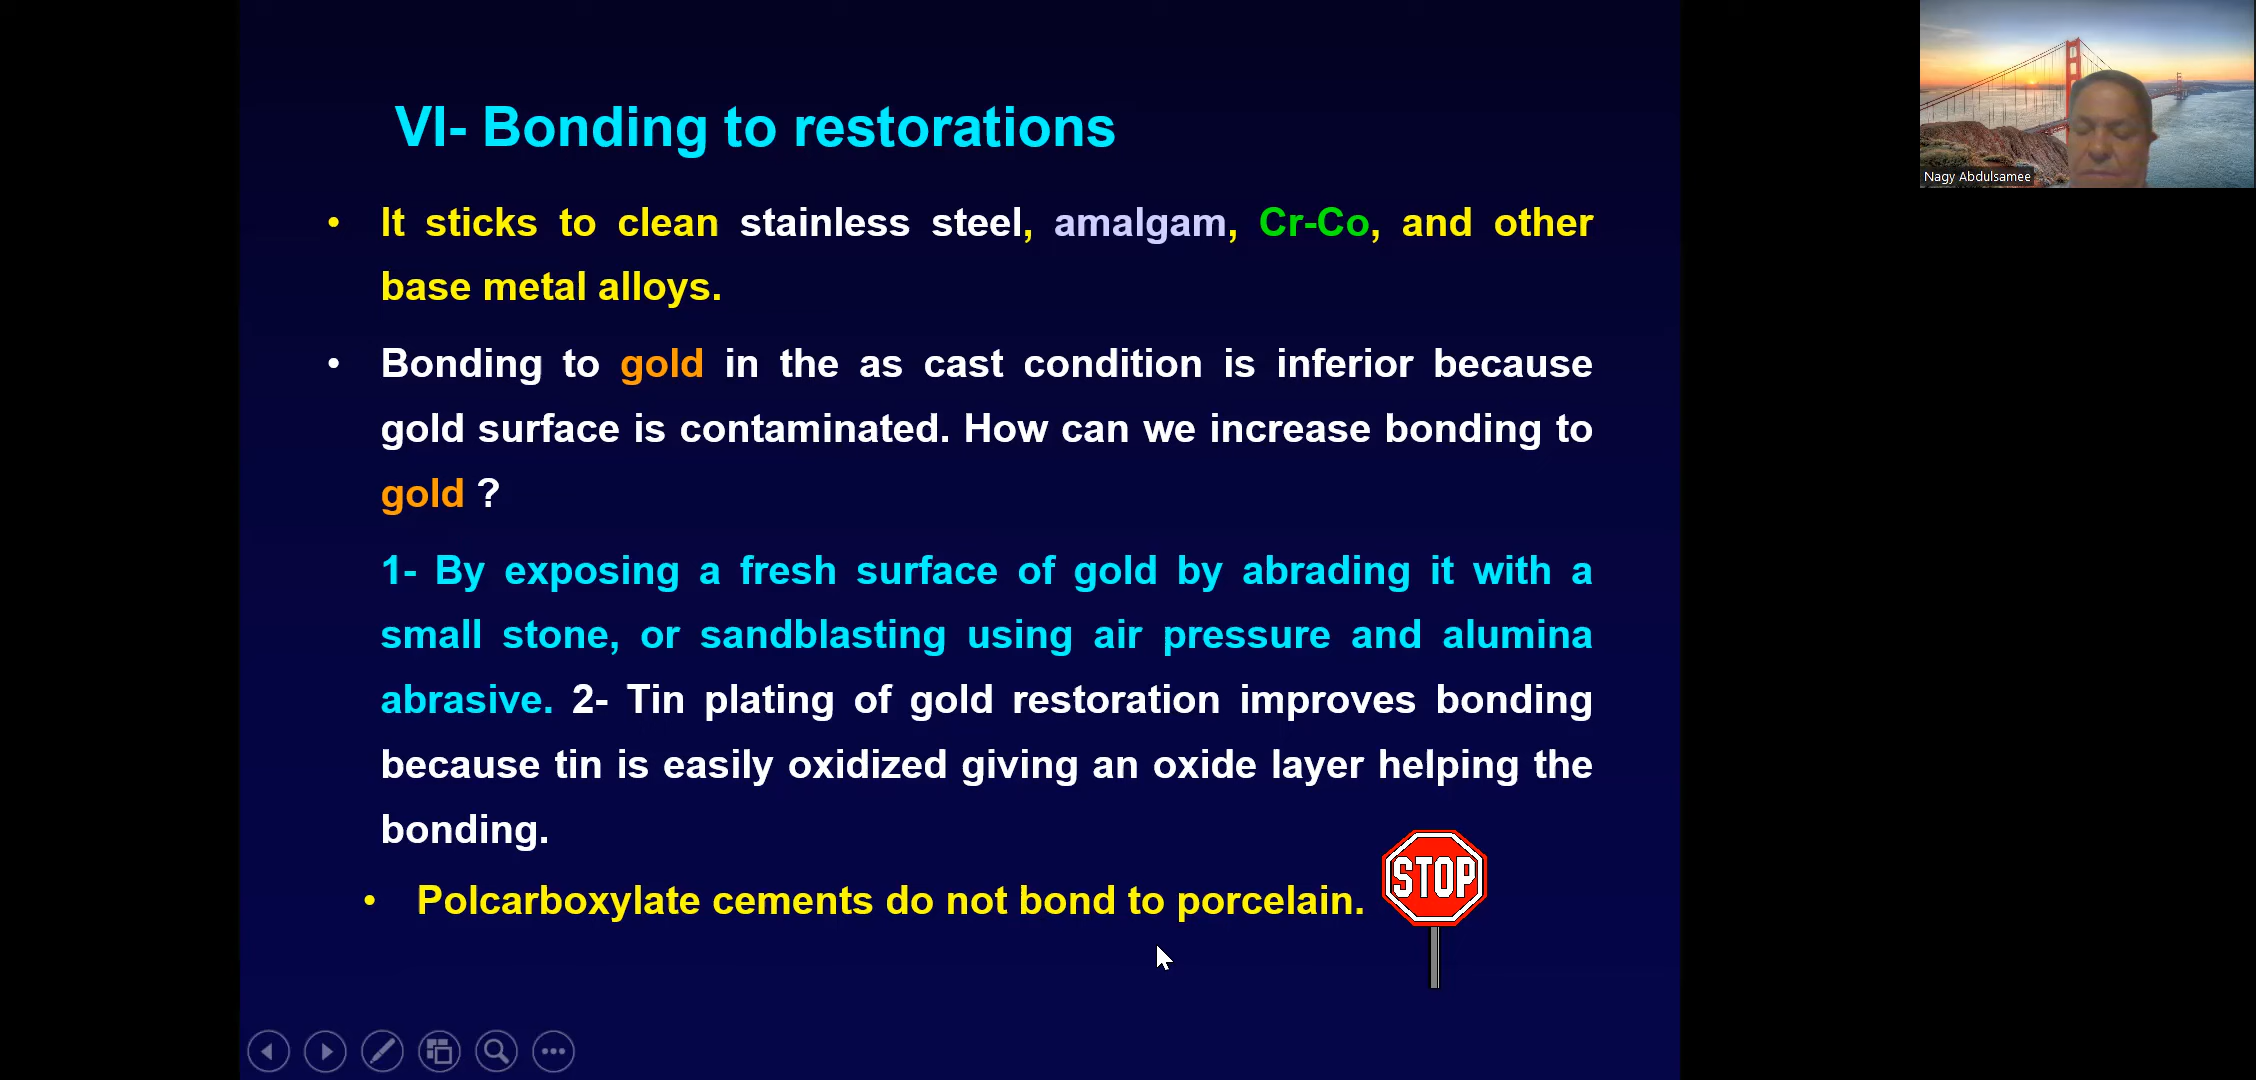 VI- Bonding to restorations
• It sticks to clean stainless steel, amalgam, Cr-Co, and other
base metal alloys.
• Bonding to gold in the as cast condition is inferior because
gold surface is contaminated. How can we increase bonding to
gold ?
1- By exposing a fresh surface of gold by abrading it with a
small stone, or sandblasting using air pressure and alumina
abrasive. 2- Tin plating of gold restoration improves bonding
because tin is easily oxidized giving an oxide layer helping the
bonding.
• Polcarboxylate cements do not bond to porcelain.
STOP
Nagy Abdulsamee